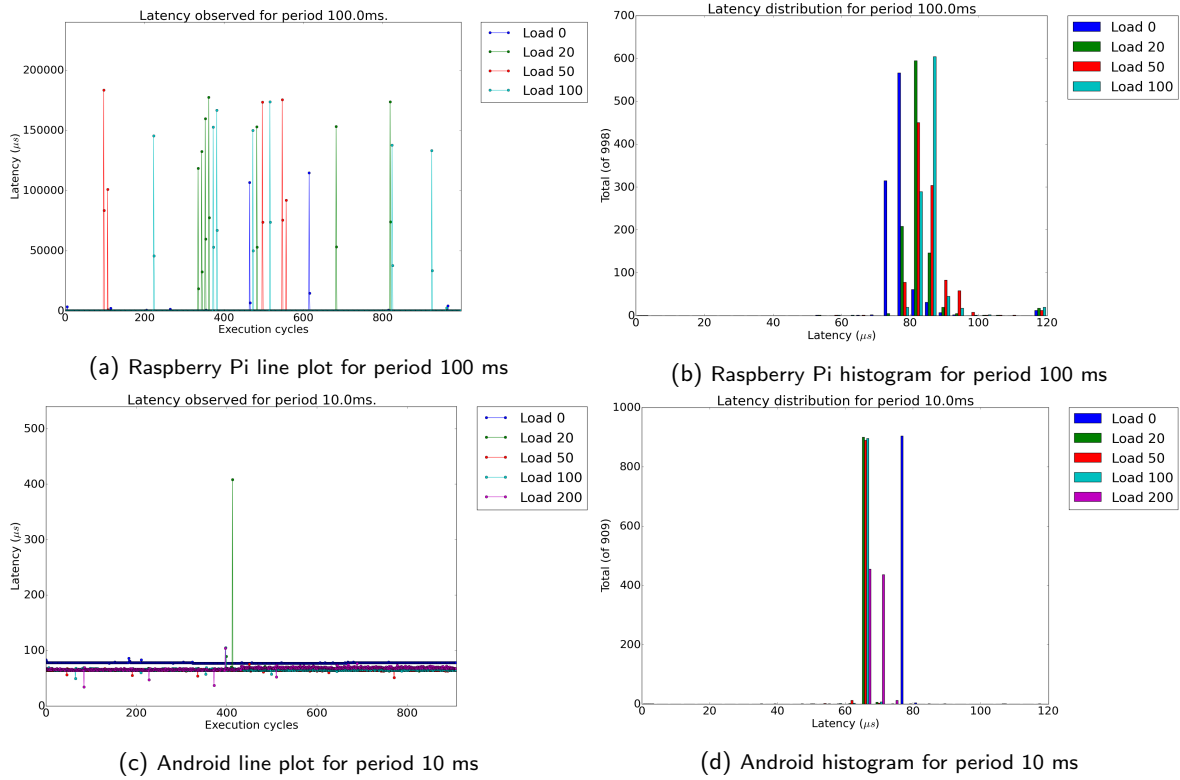 Latency observed for period 100.0ms.
Latency (μs)
200000
150000
100000
50000
0
0 200 400 600 800
Execution cycles
Load 0
Load 20
Load 50
Load 100
(a) Raspberry Pi line plot for period 100 ms
Latency distribution for period 100.0ms
Total (of 998)
700
600
500
400
300
200
100
0
0 20 40 60 80 100 120
Latency (μs)
Load 0
Load 20
Load 50
Load 100
(b) Raspberry Pi histogram for period 100 ms
Latency observed for period 10.0ms.
Latency (μs)
500
400
300
200
100
0
0 200 400 600 800
Execution cycles
Load 0
Load 20
Load 50
Load 100
Load 200
(c) Android line plot for period 10 ms
Latency distribution for period 10.0ms
Total (of 909)
1000
800
600
400
200
0
0 20 40 60 80 100 120
Latency (μs)
Load 0
Load 20
Load 50
Load 100
Load 200
(d) Android histogram for period 10 ms